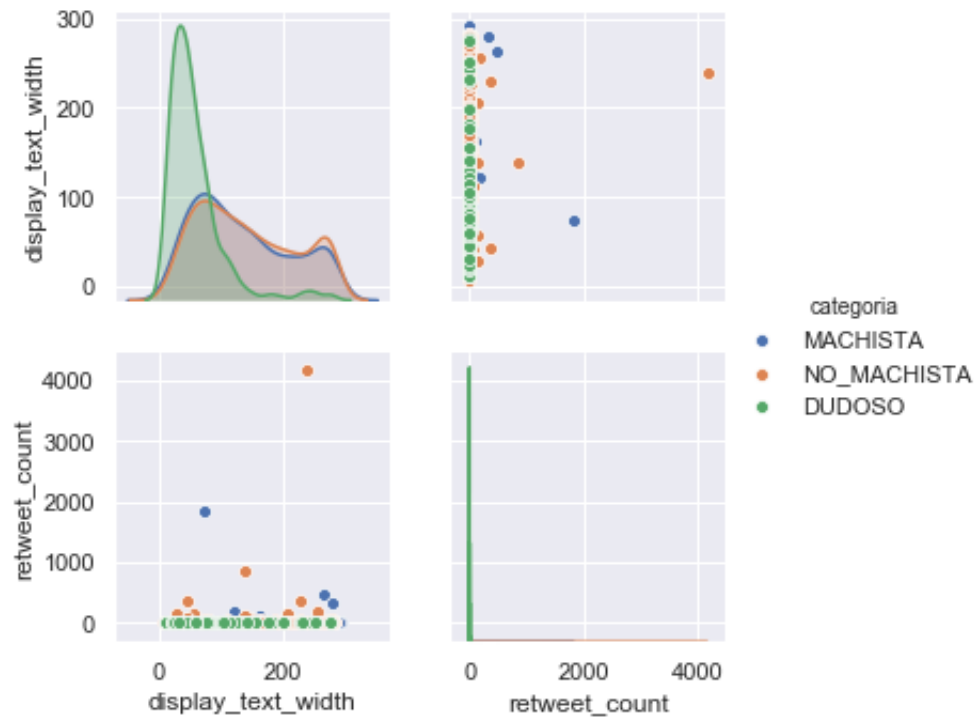 300
200
100
0
display_text_width
categoria
MACHISTA
NO_MACHISTA
DUDOSO
4000
3000
2000
1000
0
retweet_count
0 200
display_text_width
0 2000 4000
retweet_count